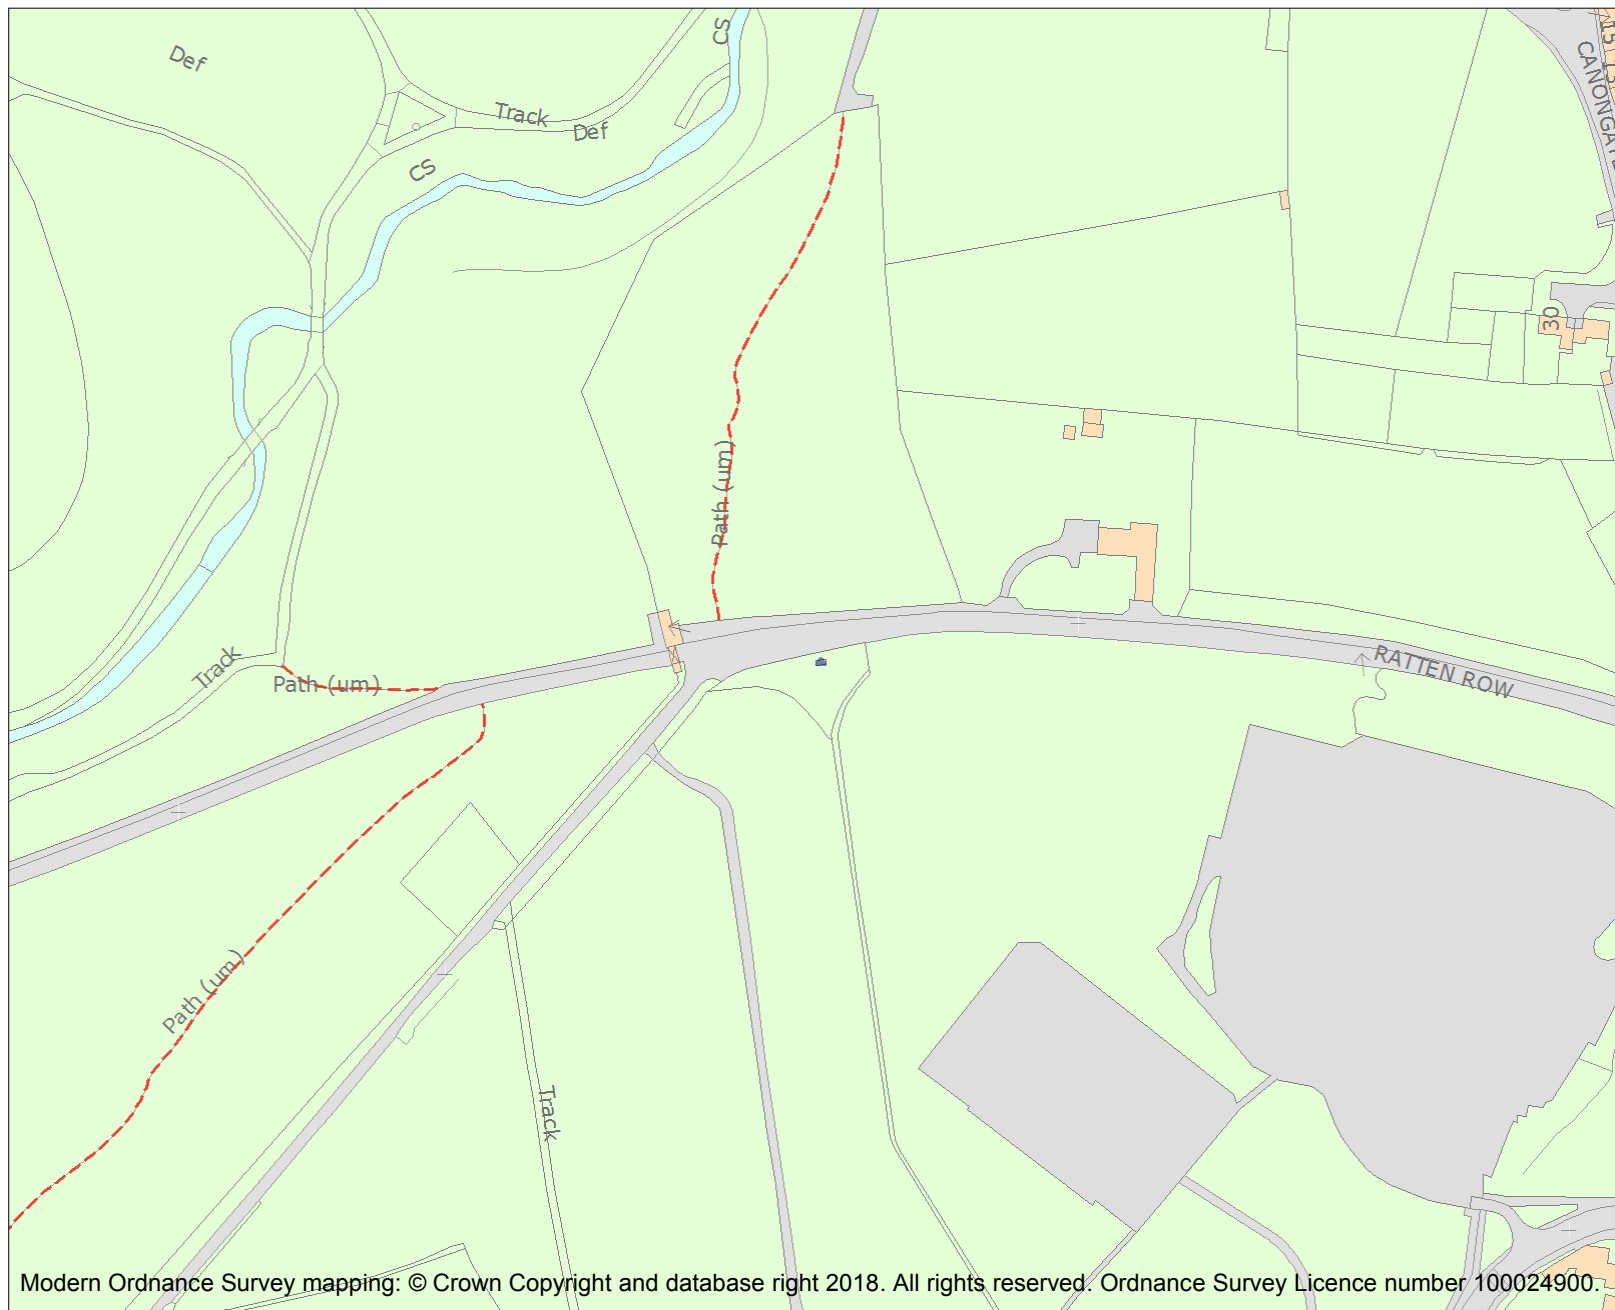 Def
CS
Track
Def
CS
CANONGATE
15
30
Path (um)
Track
Path (um)
RATTEN ROW
Path (um)
Track
Modern Ordnance Survey mapping: © Crown Copyright and database right 2018. All rights reserved. Ordnance Survey Licence number 100024900.